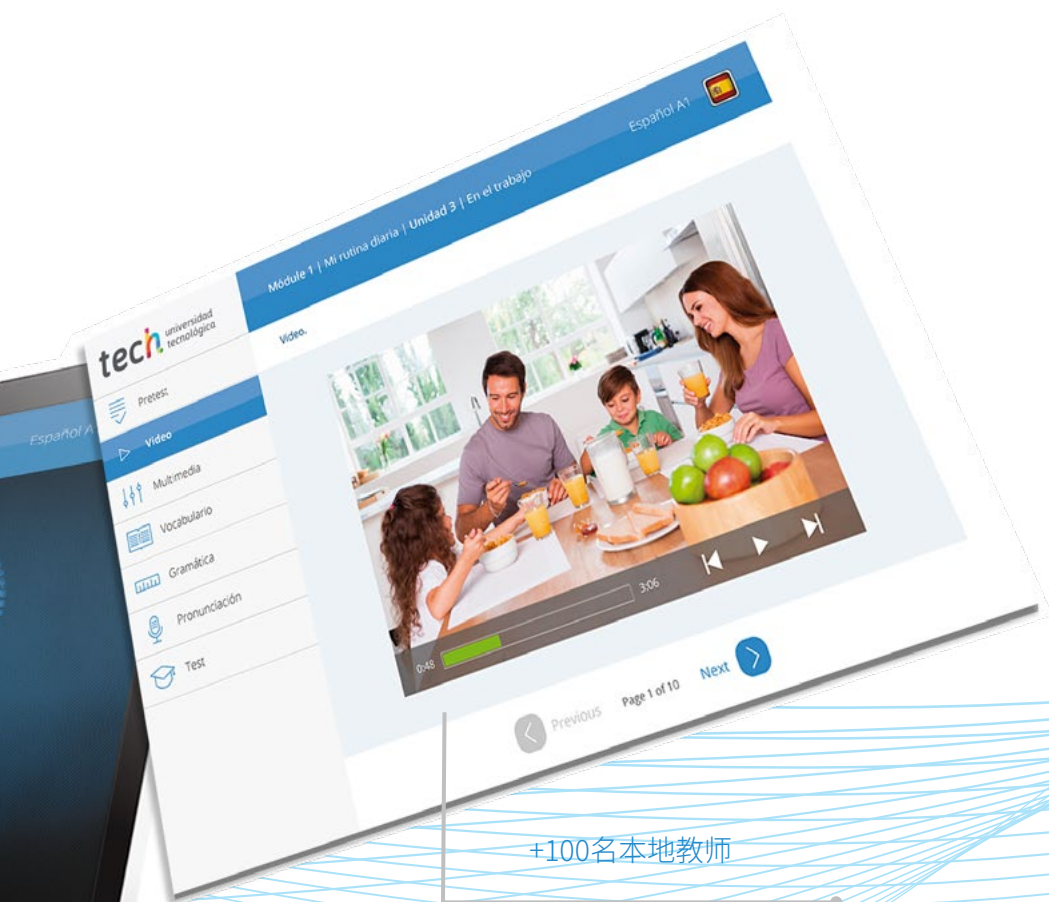 Español A1
Módule 1 | Mi rutina diaria | Unidad 3 | En el trabajo
tech universidad
tecnológica
Video.
Pretest
Video
Multimedia
Vocabulario
Gramática
Pronunciación
Test
0:48
3:06
Previous
Page 1 of 10
Next
Español A
+100名本地教师